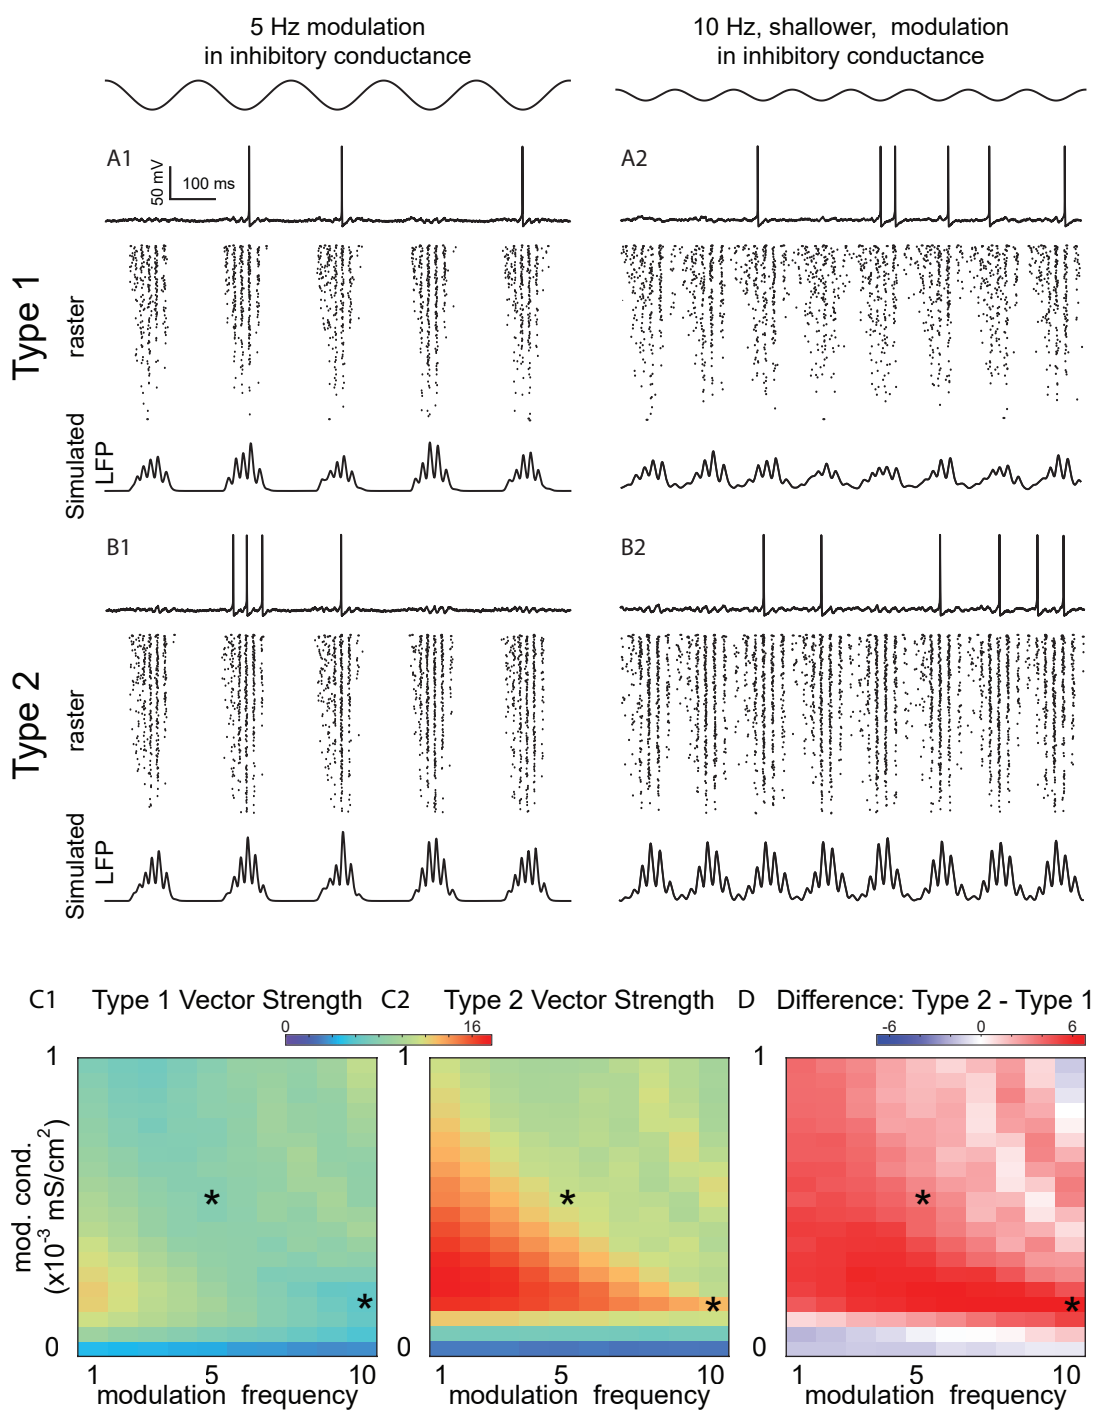 5 Hz modulation
in inhibitory conductance
10 Hz, shallower, modulation
in inhibitory conductance
A1
50 mV
100 ms
A2
Type 1
raster
Simulated
LFP
B1
B2
Type 2
raster
Simulated
LFP
C1
Type 1 Vector Strength
0
16
C2
Type 2 Vector Strength
D
Difference: Type 2 - Type 1
-6
0
6
1
1
1
mod. cond.
(x10⁻³ mS/cm²)
*
*
*
*
*
*
0
0
0
1 5 10
modulation frequency
1 5 10
modulation frequency
1 5 10
modulation frequency